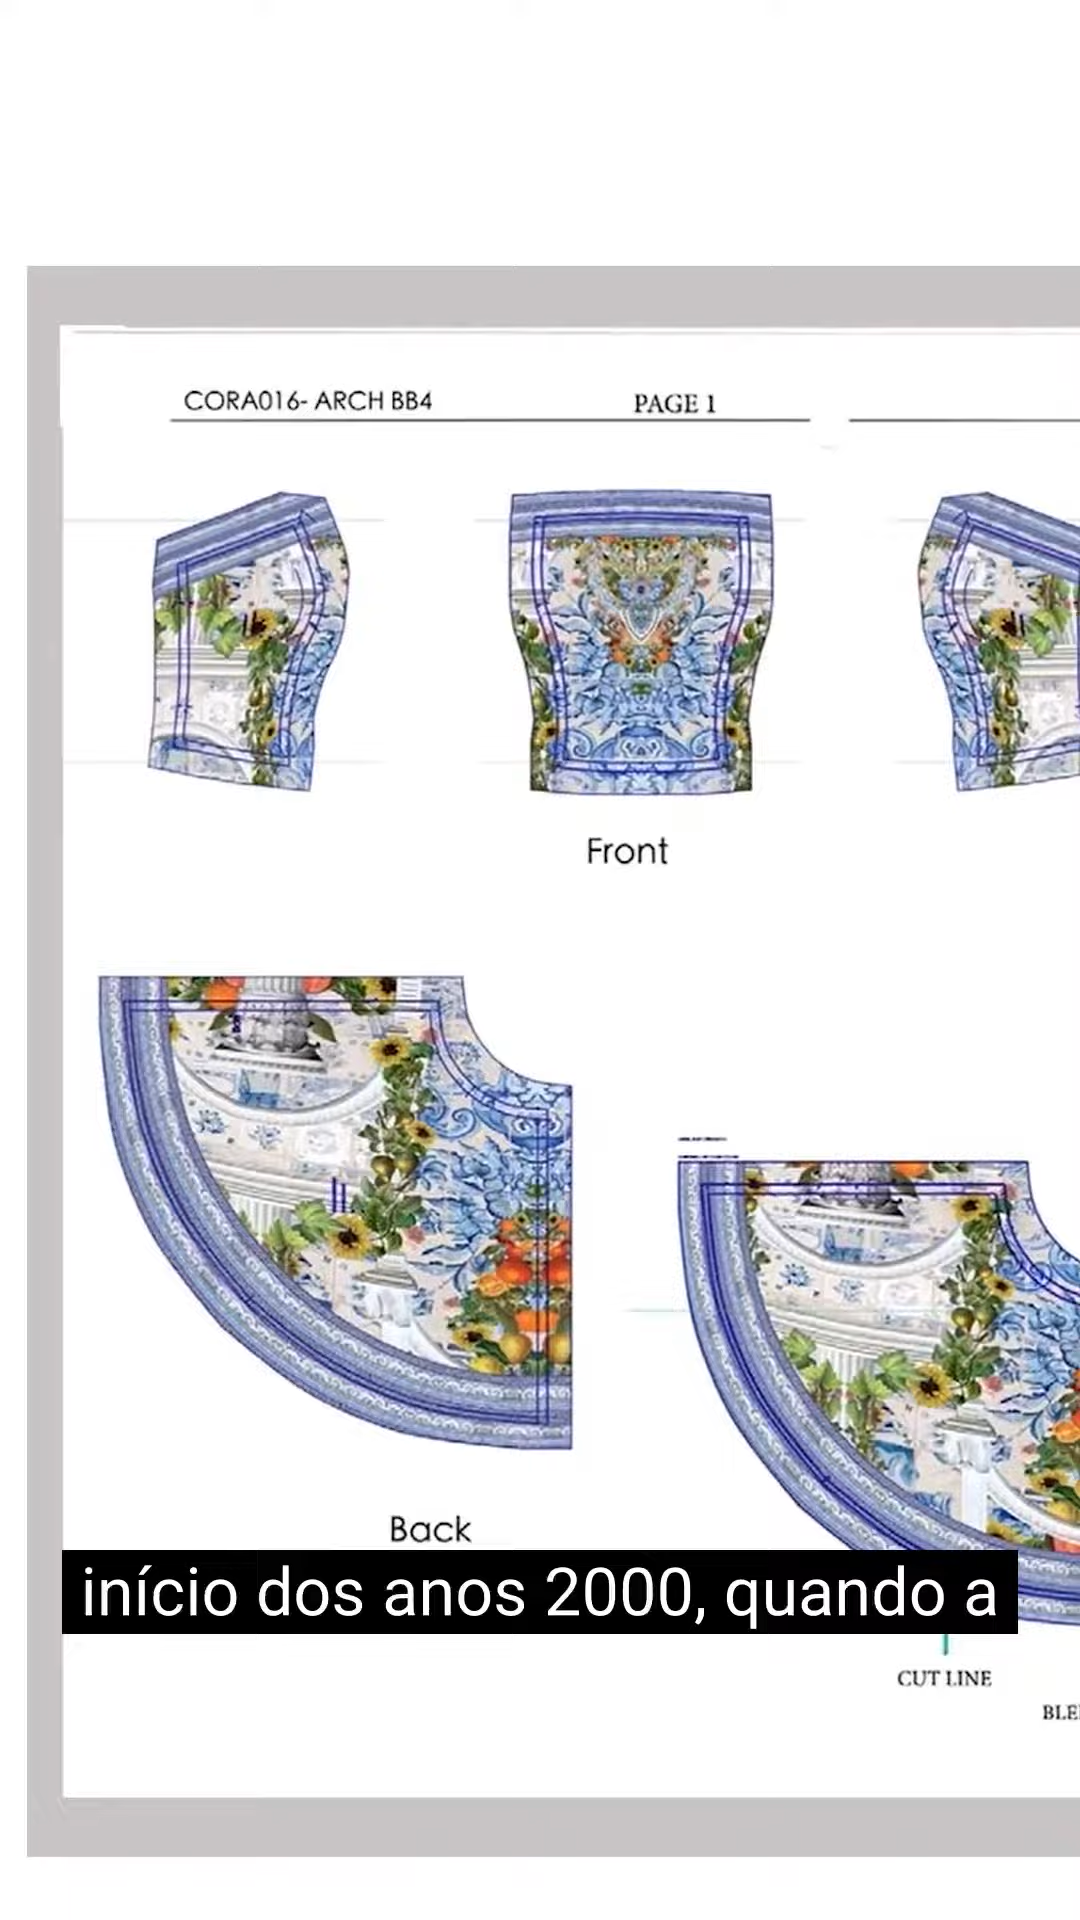 CORA016- ARCH BB4
PAGE 1
Front
Back
início dos anos 2000, quando a
CUT LINE